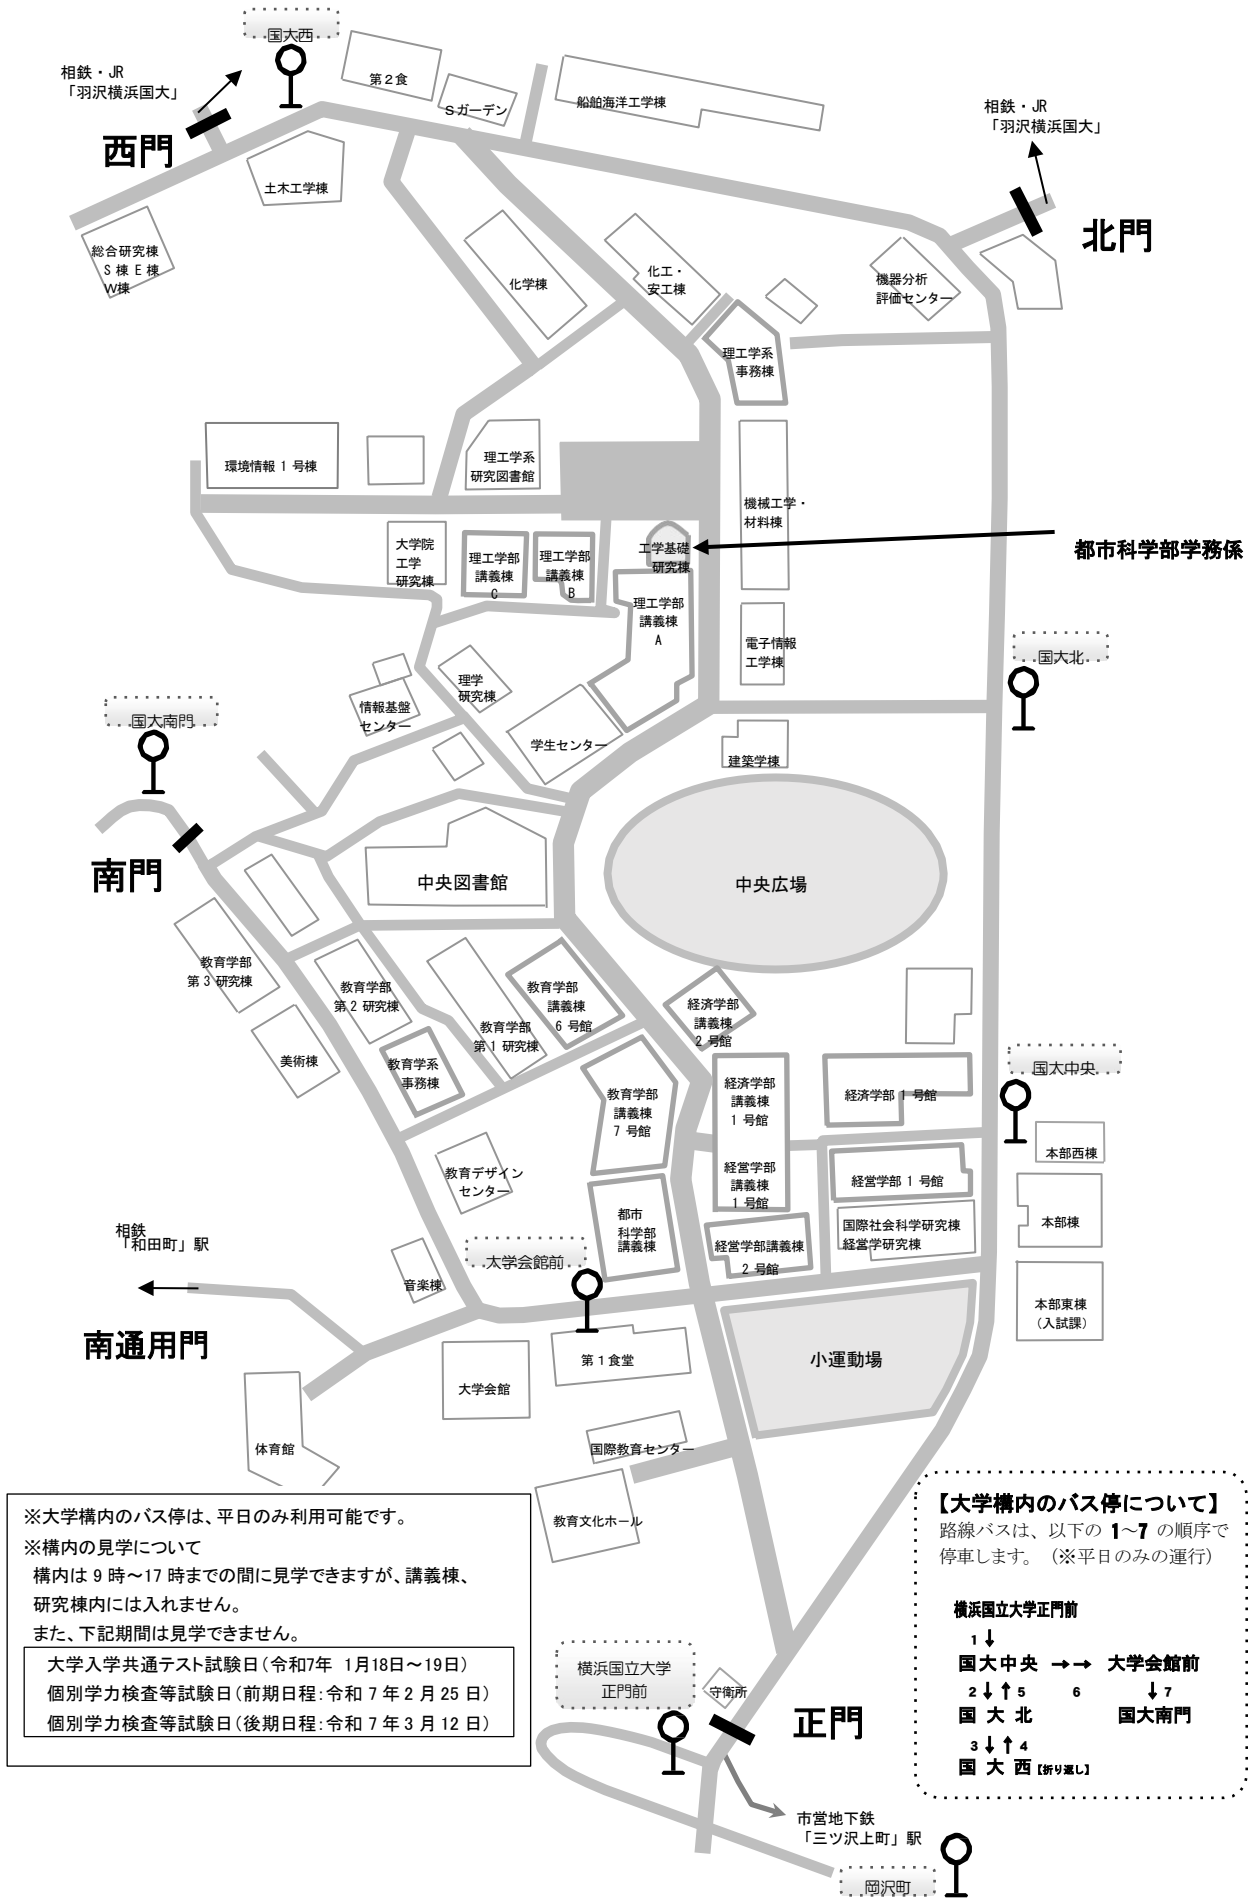 国大西
相鉄・JR
「羽沢横浜国大」
西門
第２食
Ｓガーデン
船舶海洋工学棟
相鉄・JR
「羽沢横浜国大」
北門
土木工学棟
総合研究棟
S 棟 E 棟
W棟
化学棟
化工・
安工棟
機器分析
評価センター
理工学系
事務棟
環境情報 1 号棟
理工学系
研究図書館
機械工学・
材料棟
大学院
工学
研究棟
理工学部
講義棟
C
理工学部
講義棟
B
工学基礎
研究棟
都市科学部学務係
理工学部
講義棟
A
電子情報
工学棟
国大北
理学
研究棟
情報基盤
センター
国大南門
学生センター
建築学棟
南門
中央図書館
中央広場
教育学部
第 3 研究棟
教育学部
第 2 研究棟
教育学部
講義棟
6 号館
教育学部
第 1 研究棟
経済学部
講義棟
2 号館
美術棟
教育学系
事務棟
国大中央
教育学部
講義棟
7 号館
経済学部
講義棟
1 号館
経済学部 1 号館
本部西棟
教育デザイン
センター
経営学部
講義棟
1 号館
経営学部 1 号館
都市
科学部
講義棟
国際社会科学研究棟
経営学研究棟
本部棟
相鉄
「和田町」駅
大学会館前
経営学部講義棟
2 号館
音楽棟
本部東棟
（入試課）
南通用門
第 1 食堂
小運動場
大学会館
体育館
国際教育センター
教育文化ホール
※大学構内のバス停は、平日のみ利用可能です。
※構内の見学について
構内は 9 時～17 時までの間に見学できますが、講義棟、
研究棟内には入れません。
また、下記期間は見学できません。
大学入学共通テスト試験日（令和7年 1月18日～19日）
個別学力検査等試験日（前期日程：令和 7 年 2 月 25 日）
個別学力検査等試験日（後期日程：令和 7 年 3 月 12 日）
【大学構内のバス停について】
路線バスは、以下の 1～7 の順序で
停車します。（※平日のみの運行）
横浜国立大学正門前
1 ↓
国大中央 →→ 大学会館前
2 ↓ ↑ 5 6 ↓ 7
国 大 北 国大南門
3 ↓ ↑ 4
国 大 西【折り返し】
横浜国立大学
正門前
守衛所
正門
市営地下鉄
「三ツ沢上町」駅
岡沢町